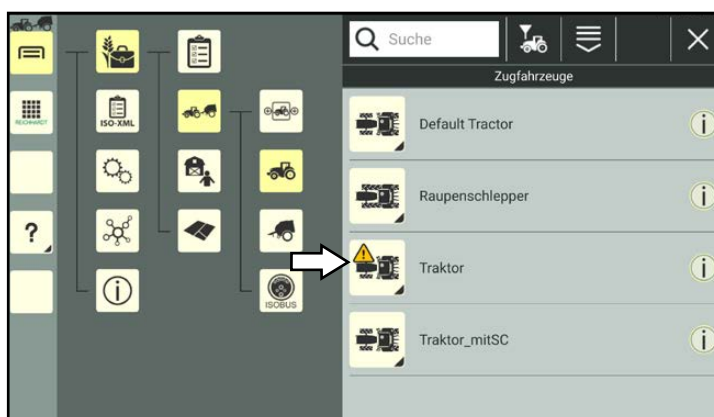 Suche
Zugfahrzeuge
REICHHARDT
ISO-XML
Default Tractor
Raupenschlepper
?
Traktor
ISOBUS
Traktor_mitSC